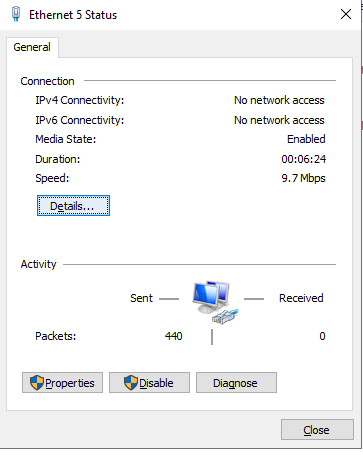 Ethernet 5 Status
General
Connection
IPv4 Connectivity: No network access
IPv6 Connectivity: No network access
Media State: Enabled
Duration: 00:06:24
Speed: 9.7 Mbps
Details...
Activity
Sent Received
Packets: 440 0
Properties Disable Diagnose
Close